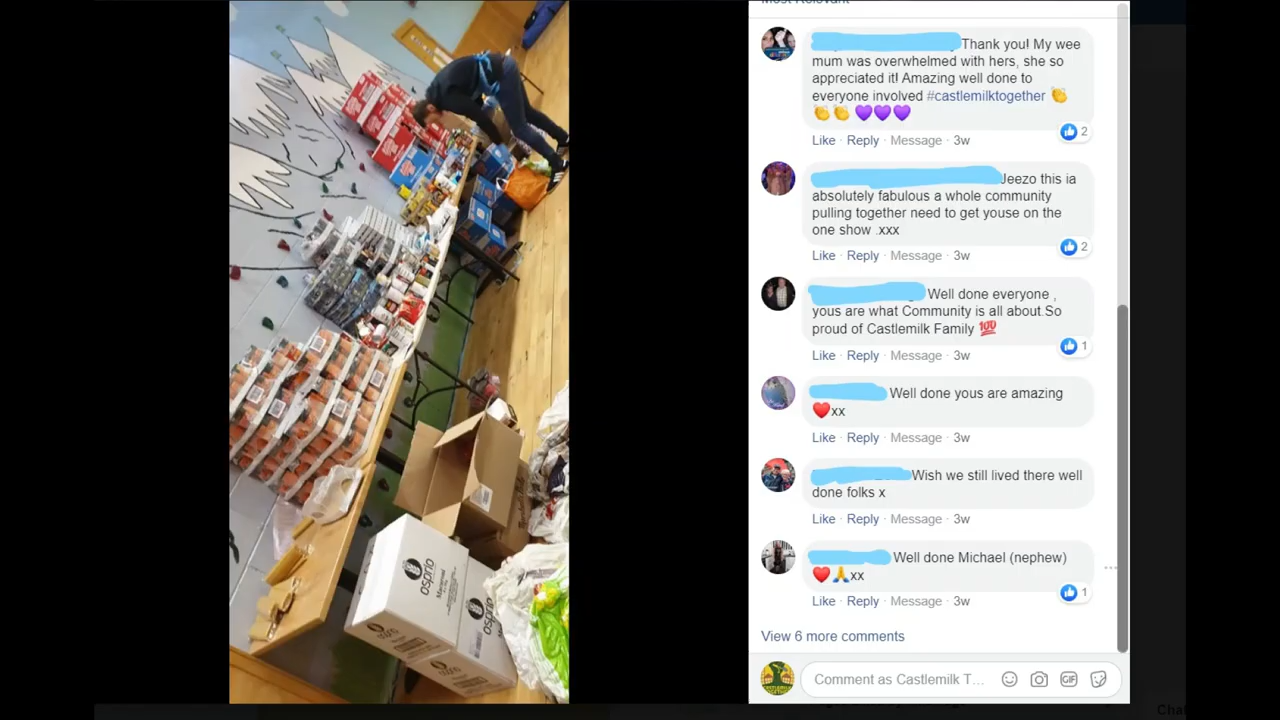 Thank you! My wee
mum was overwhelmed with hers, she so
appreciated it! Amazing well done to
everyone involved #castlemilktogether 👏
👏👏 💜💜💜
Like · Reply · Message · 3w
2
Jeezo this ia
absolutely fabulous a whole community
pulling together need to get youse on the
one show .xxx
Like · Reply · Message · 3w
2
Well done everyone ,
yous are what Community is all about.So
proud of Castlemilk Family 💯
Like · Reply · Message · 3w
1
Well done yous are amazing
❤️xx
Like · Reply · Message · 3w
Wish we still lived there well
done folks x
Like · Reply · Message · 3w
Well done Michael (nephew)
❤️🙏xx
Like · Reply · Message · 3w
1
View 6 more comments
Comment as Castlemilk T...
GIF
osprio